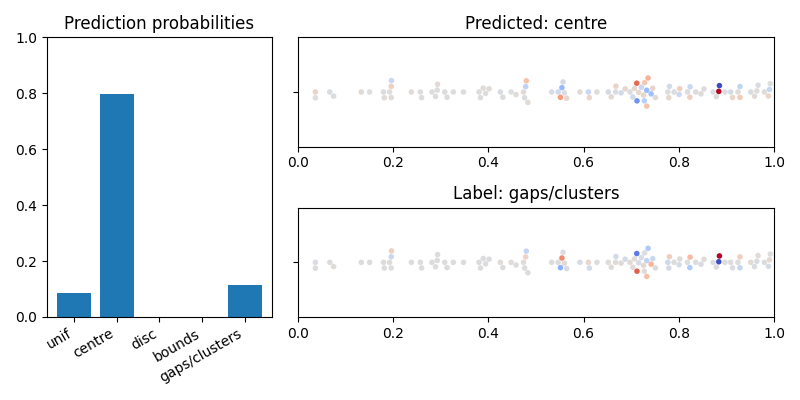 Prediction probabilities
1.0
0.8
0.6
0.4
0.2
0.0
unif
centre
disc
bounds
gaps/clusters
Predicted: centre
0.0 0.2 0.4 0.6 0.8 1.0
Label: gaps/clusters
0.0 0.2 0.4 0.6 0.8 1.0